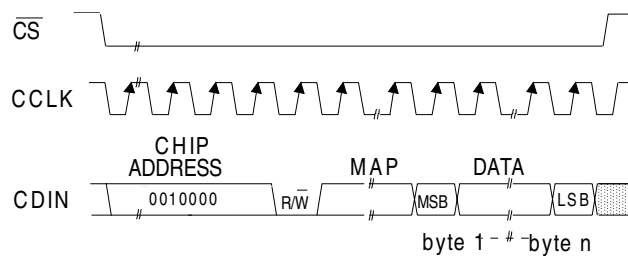 CS
CCLK
CHIP
ADDRESS
MAP
DATA
CDIN
0010000
R/W
MSB
LSB
byte 1
byte n